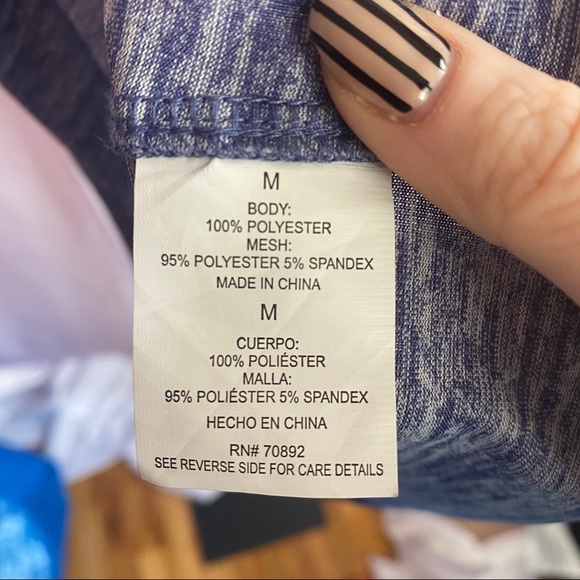 M
BODY:
100% POLYESTER
MESH:
95% POLYESTER 5% SPANDEX
MADE IN CHINA
M
CUERPO:
100% POLIÉSTER
MALLA:
95% POLIÉSTER 5% SPANDEX
HECHO EN CHINA
RN# 70892
SEE REVERSE SIDE FOR CARE DETAILS